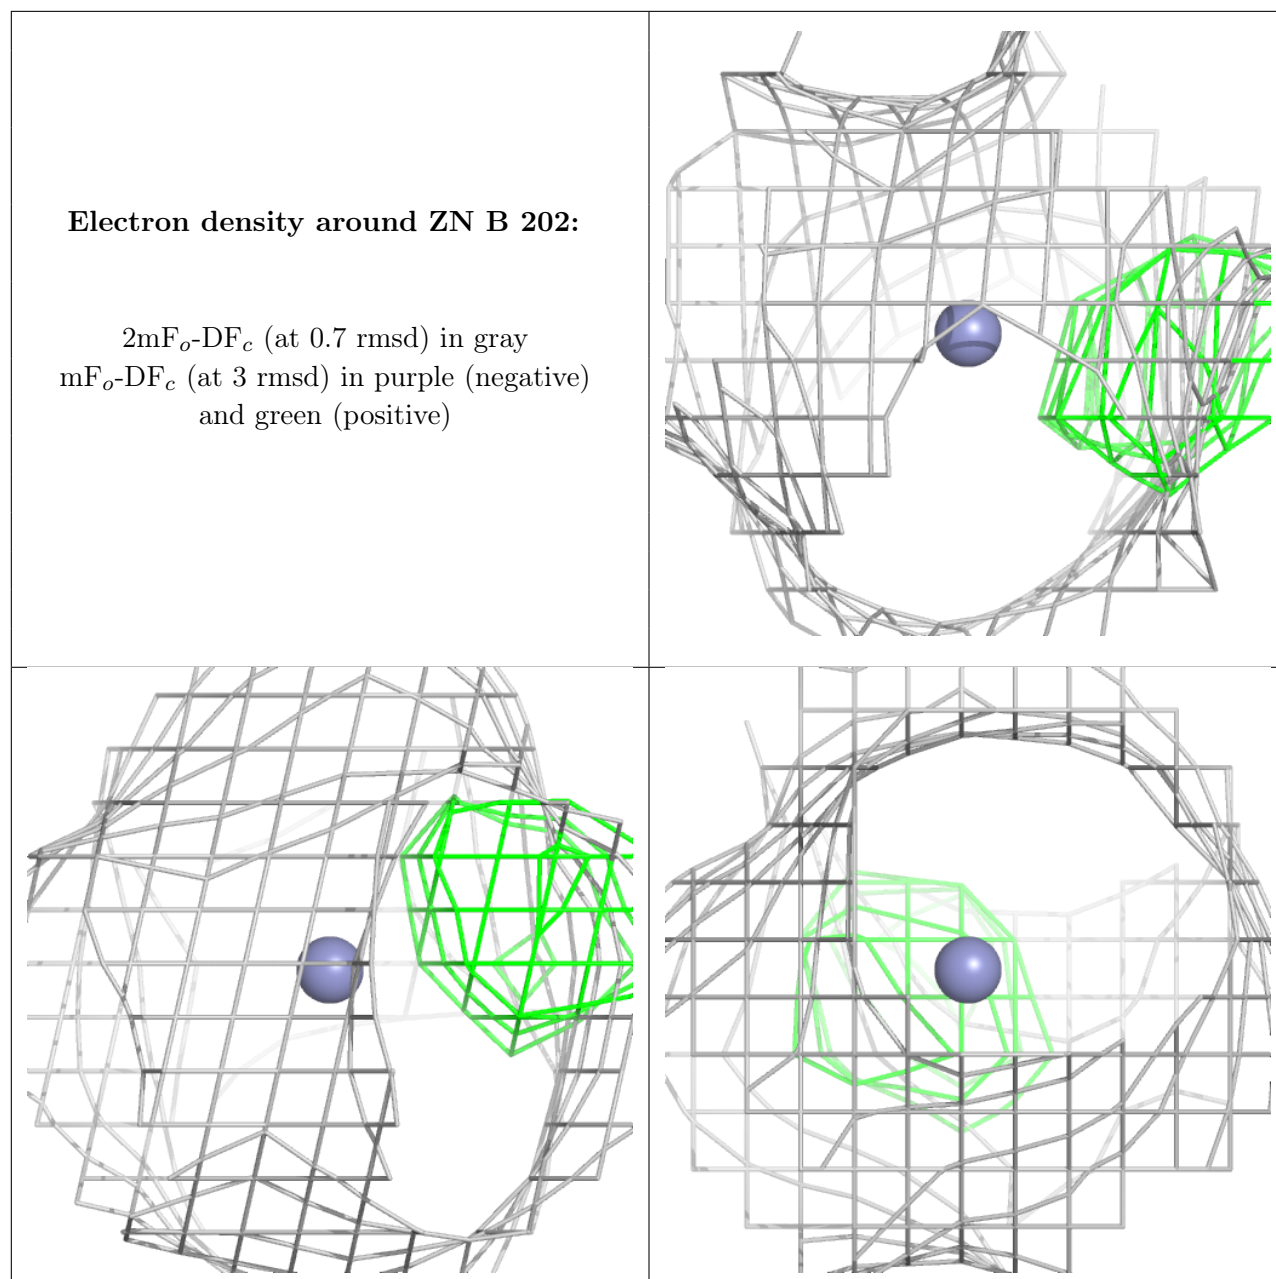 Electron density around ZN B 202:
2mFo-DFc (at 0.7 rmsd) in gray
mFo-DFc (at 3 rmsd) in purple (negative)
and green (positive)